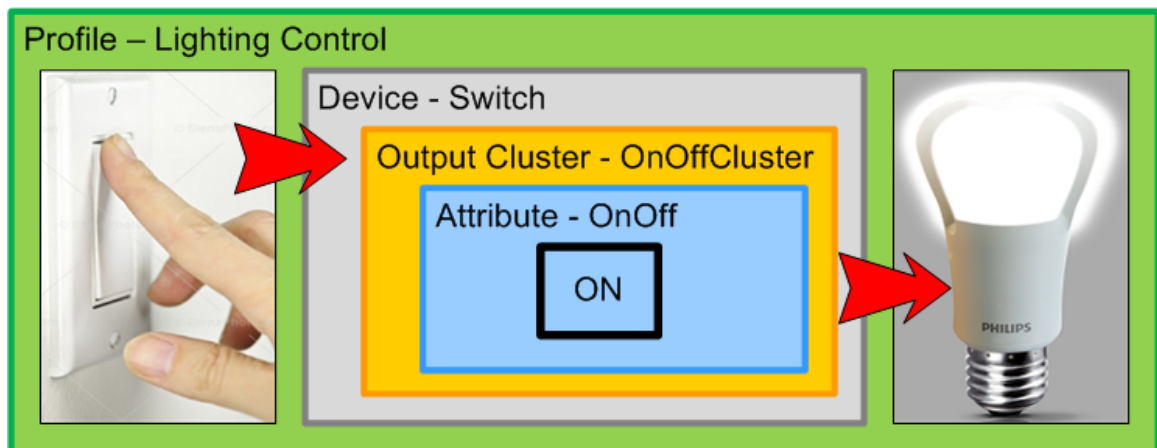 Profile – Lighting Control
Device - Switch
Output Cluster - OnOffCluster
Attribute - OnOff
ON
PHILIPS